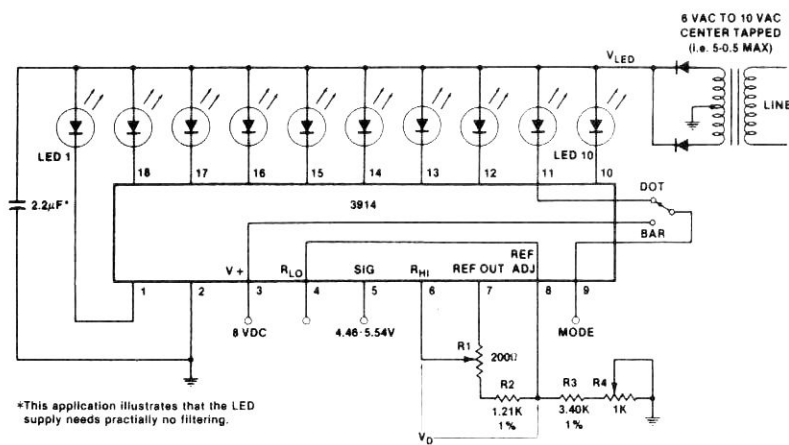 6 VAC TO 10 VAC
CENTER TAPPED
(i.e. 5-0.5 MAX)
VLED
LINE
LED 1
LED 10
18 17 16 15 14 13 12 11 10
DOT
2.2μF*
3914
BAR
V + RLO SIG RHI REF OUT REF ADJ
1 2 3 4 5 6 7 8 9
8 VDC
4.46-5.54V
MODE
R1
200Ω
R2 R3 R4
1.21K 3.40K 1K
1% 1%
VD
*This application illustrates that the LED
supply needs practially no filtering.